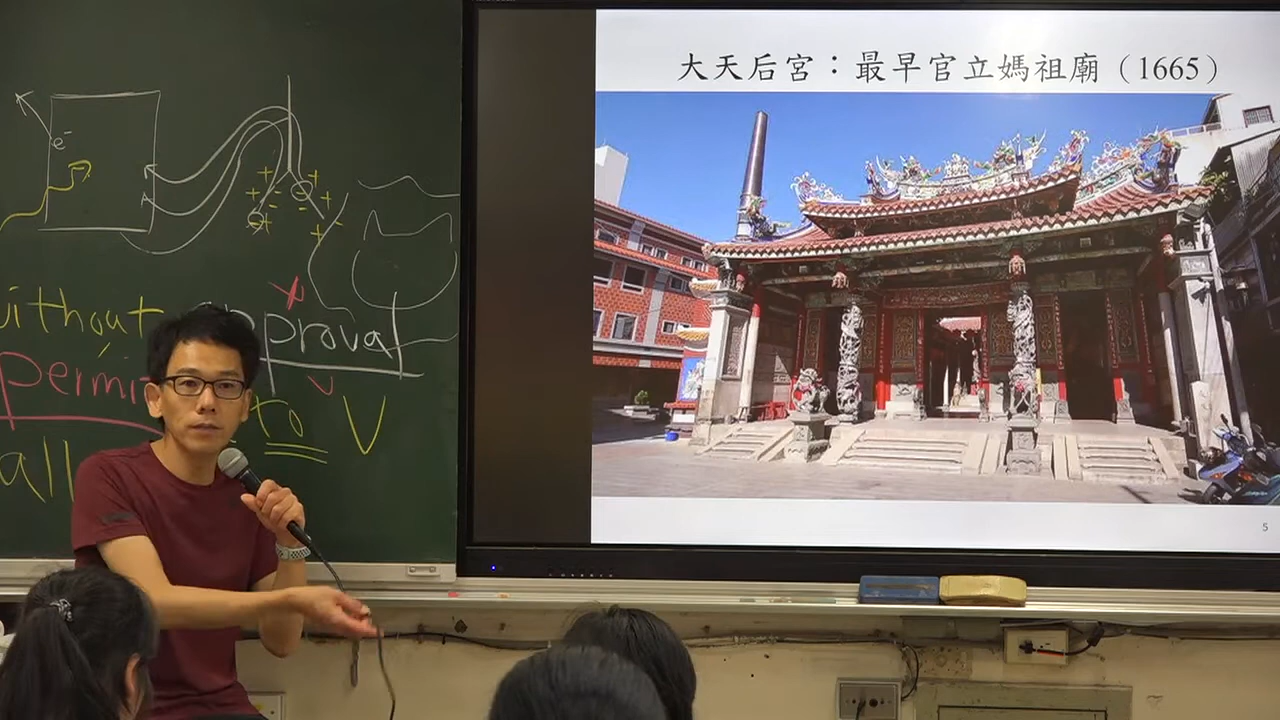 大天后宮：最早官立媽祖廟（1665）
e⁻
without approval
permi
to V
all
5